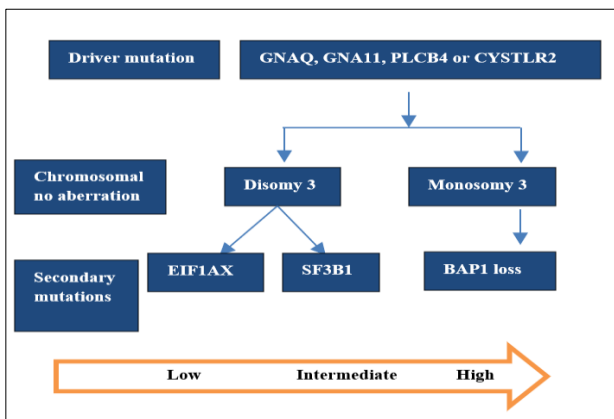 Driver mutation
GNAQ, GNA11, PLCB4 or CYSTLR2
Chromosomal
no aberration
Disomy 3
Monosomy 3
Secondary
mutations
EIF1AX
SF3B1
BAP1 loss
Low
Intermediate
High